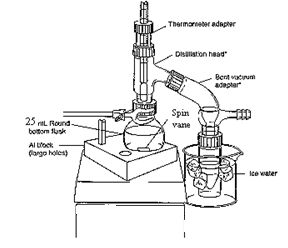 Thermometer adapter
Distillation head*
Bent vacuum
adapter*
25 mL Round
bottom flask
Spin
vane
Al block
(large holes)
Ice water